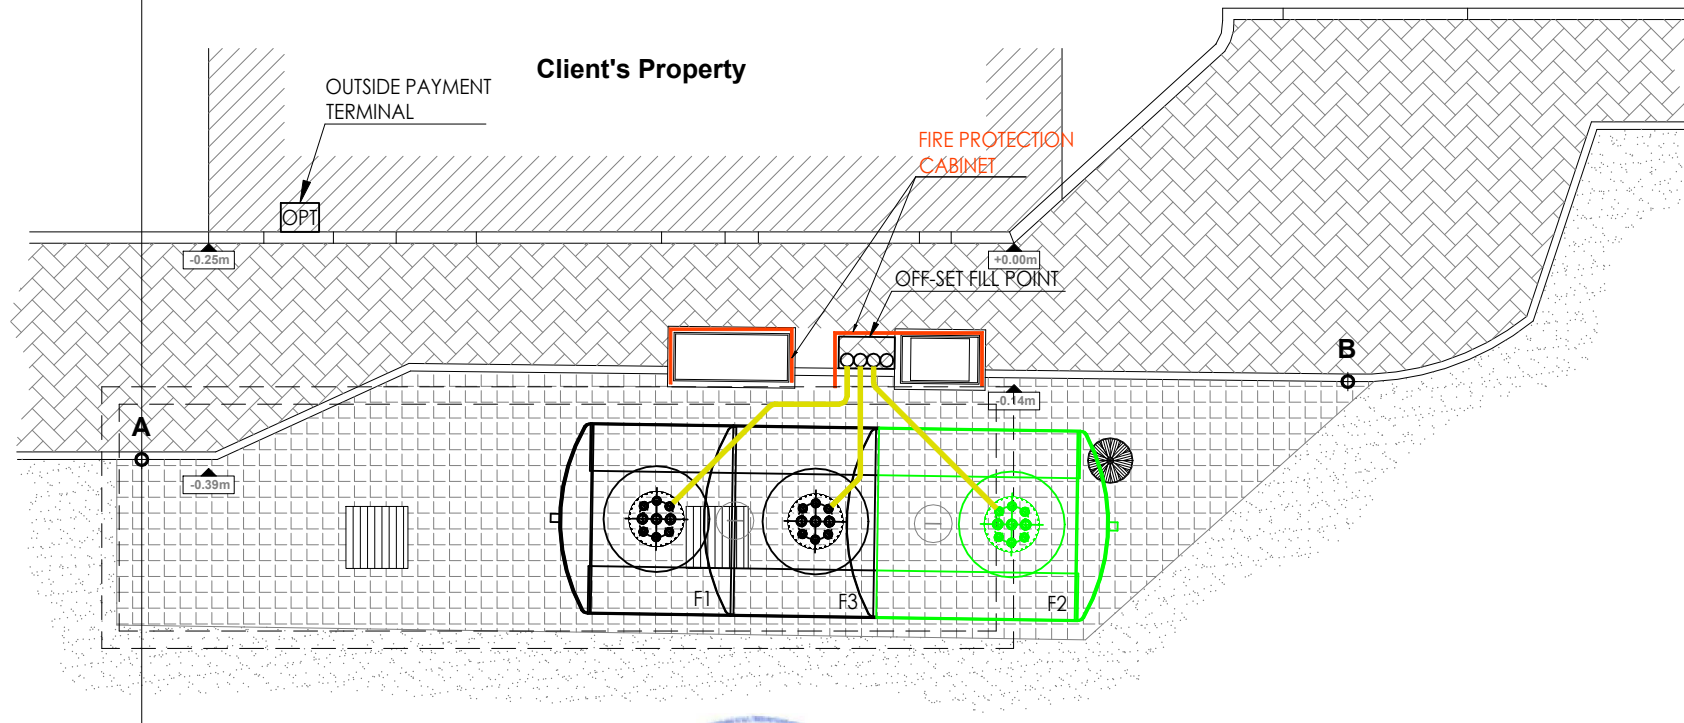 Client's Property
OUTSIDE PAYMENT
TERMINAL
FIRE PROTECTION
CABINET
OPT
-0.25m
+0.00m
OFF-SET FILL POINT
B
-0.14m
A
-0.39m
F1
F3
F2